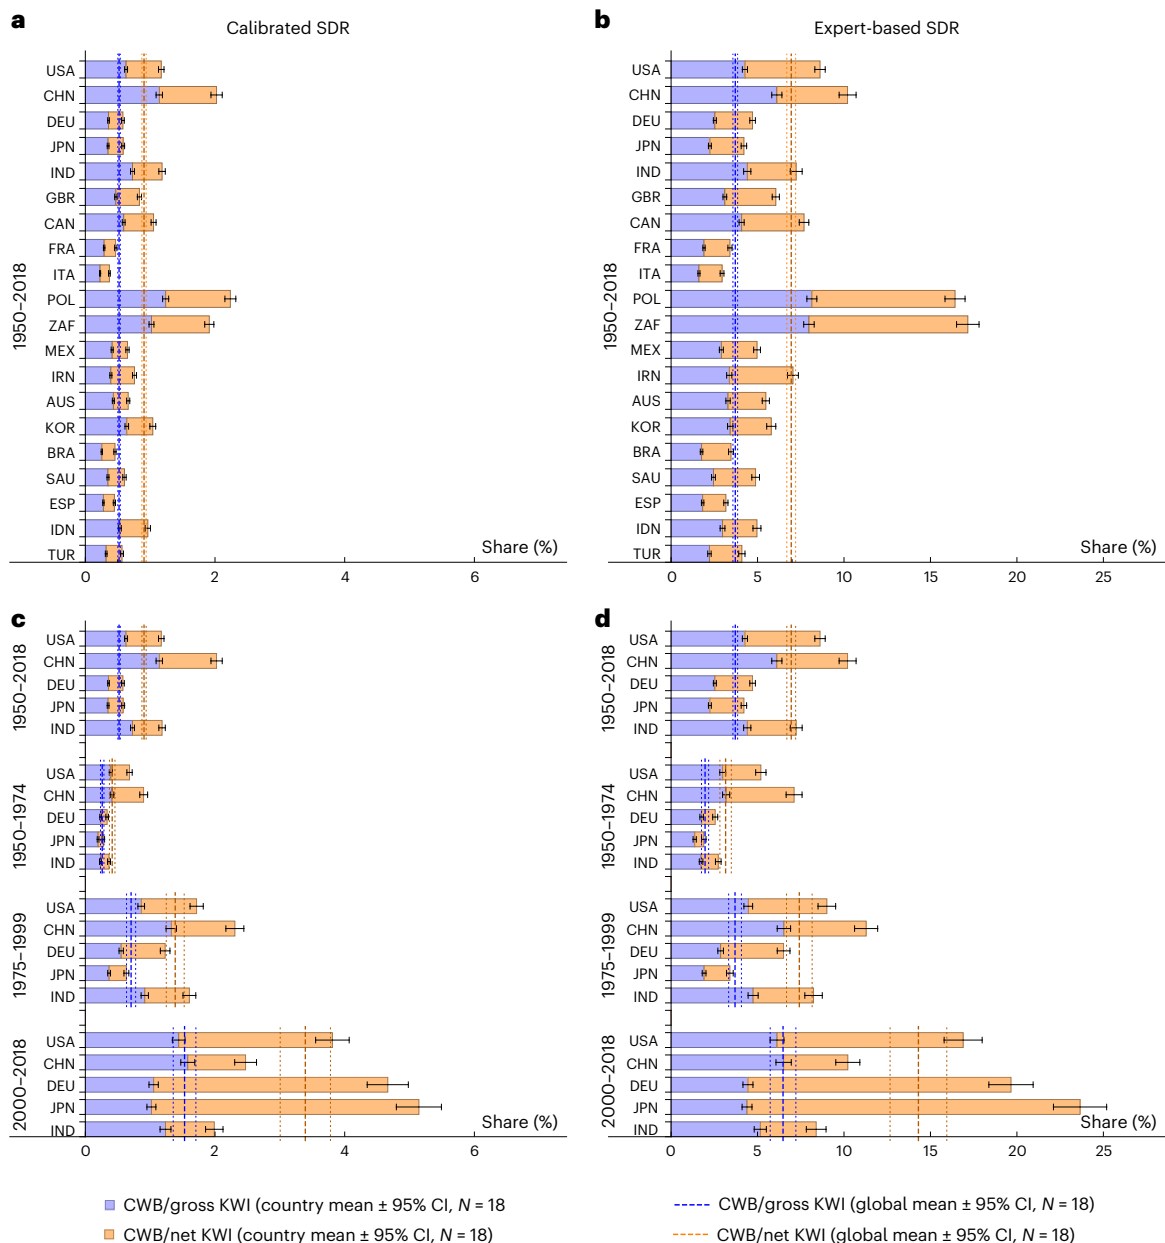 a
Calibrated SDR
1950–2018
USA
CHN
DEU
JPN
IND
GBR
CAN
FRA
ITA
POL
ZAF
MEX
IRN
AUS
KOR
BRA
SAU
ESP
IDN
TUR
Share (%)
0 2 4 6
b
Expert-based SDR
1950–2018
USA
CHN
DEU
JPN
IND
GBR
CAN
FRA
ITA
POL
ZAF
MEX
IRN
AUS
KOR
BRA
SAU
ESP
IDN
TUR
Share (%)
0 5 10 15 20 25
c
1950–2018
USA
CHN
DEU
JPN
IND
1950–1974
USA
CHN
DEU
JPN
IND
1975–1999
USA
CHN
DEU
JPN
IND
2000–2018
USA
CHN
DEU
JPN
IND
Share (%)
0 2 4 6
d
1950–2018
USA
CHN
DEU
JPN
IND
1950–1974
USA
CHN
DEU
JPN
IND
1975–1999
USA
CHN
DEU
JPN
IND
2000–2018
USA
CHN
DEU
JPN
IND
Share (%)
0 5 10 15 20 25
CWB/gross KWI (country mean ± 95% CI, N = 18
CWB/net KWI (country mean ± 95% CI, N = 18)
CWB/gross KWI (global mean ± 95% CI, N = 18)
CWB/net KWI (global mean ± 95% CI, N = 18)